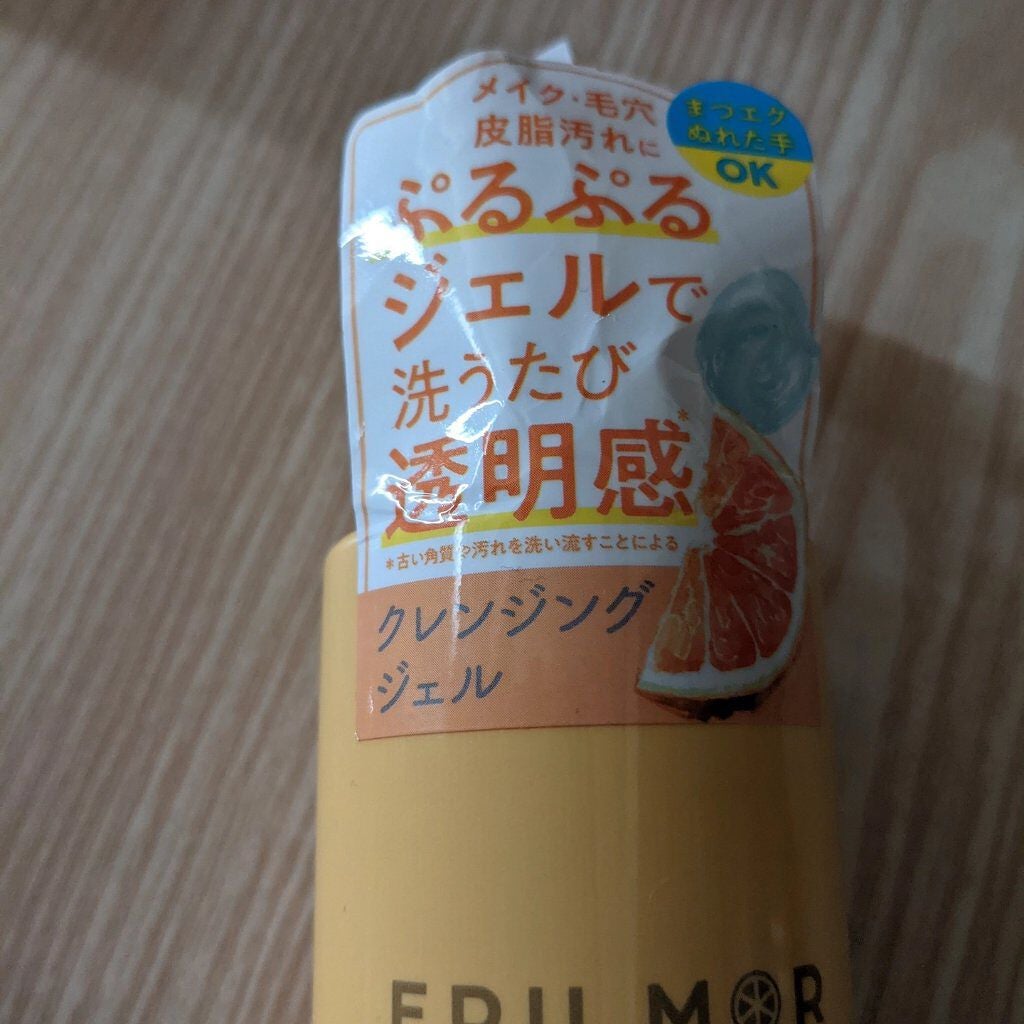 メイク・毛穴
皮脂汚れに
まつエク
ぬれた手
OK
ぷるぷる
ジェルで
洗うたび
透明感*
*古い角質や汚れを洗い流すことによる
クレンジング
ジェル